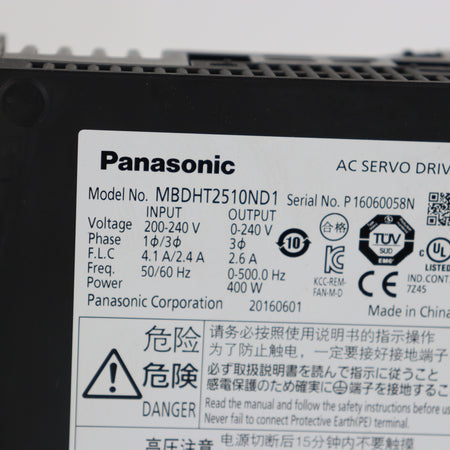 Panasonic AC SERVO DRIV
Model No. MBDHT2510ND1 Serial No. P16060058N
INPUT OUTPUT
Voltage 200-240 V 0-240 V
Phase 1ϕ/3ϕ 3ϕ
F.L.C 4.1 A/2.4 A 2.6 A
Freq. 50/60 Hz 0-500.0 Hz
Power 400 W
Panasonic Corporation 20160601
合格
10
KCC-REM-
FAN-M-D
TÜV
SUD
CE
UL
LISTED
IND.CONT.
7Z45
Made in China
危险
危険
DANGER
请务必按照使用说明书的指示操作
为了防止触电，一定要接好接地端子
必ず取扱説明書を読んで指示に従うこと
感電保護のため確実に⏚端子を接地するこ
Read the manual and follow the safety instructions before us
Never fail to connect Protective Earth(PE) terminal.
高压注意 电源切断后15分钟内不要触摸